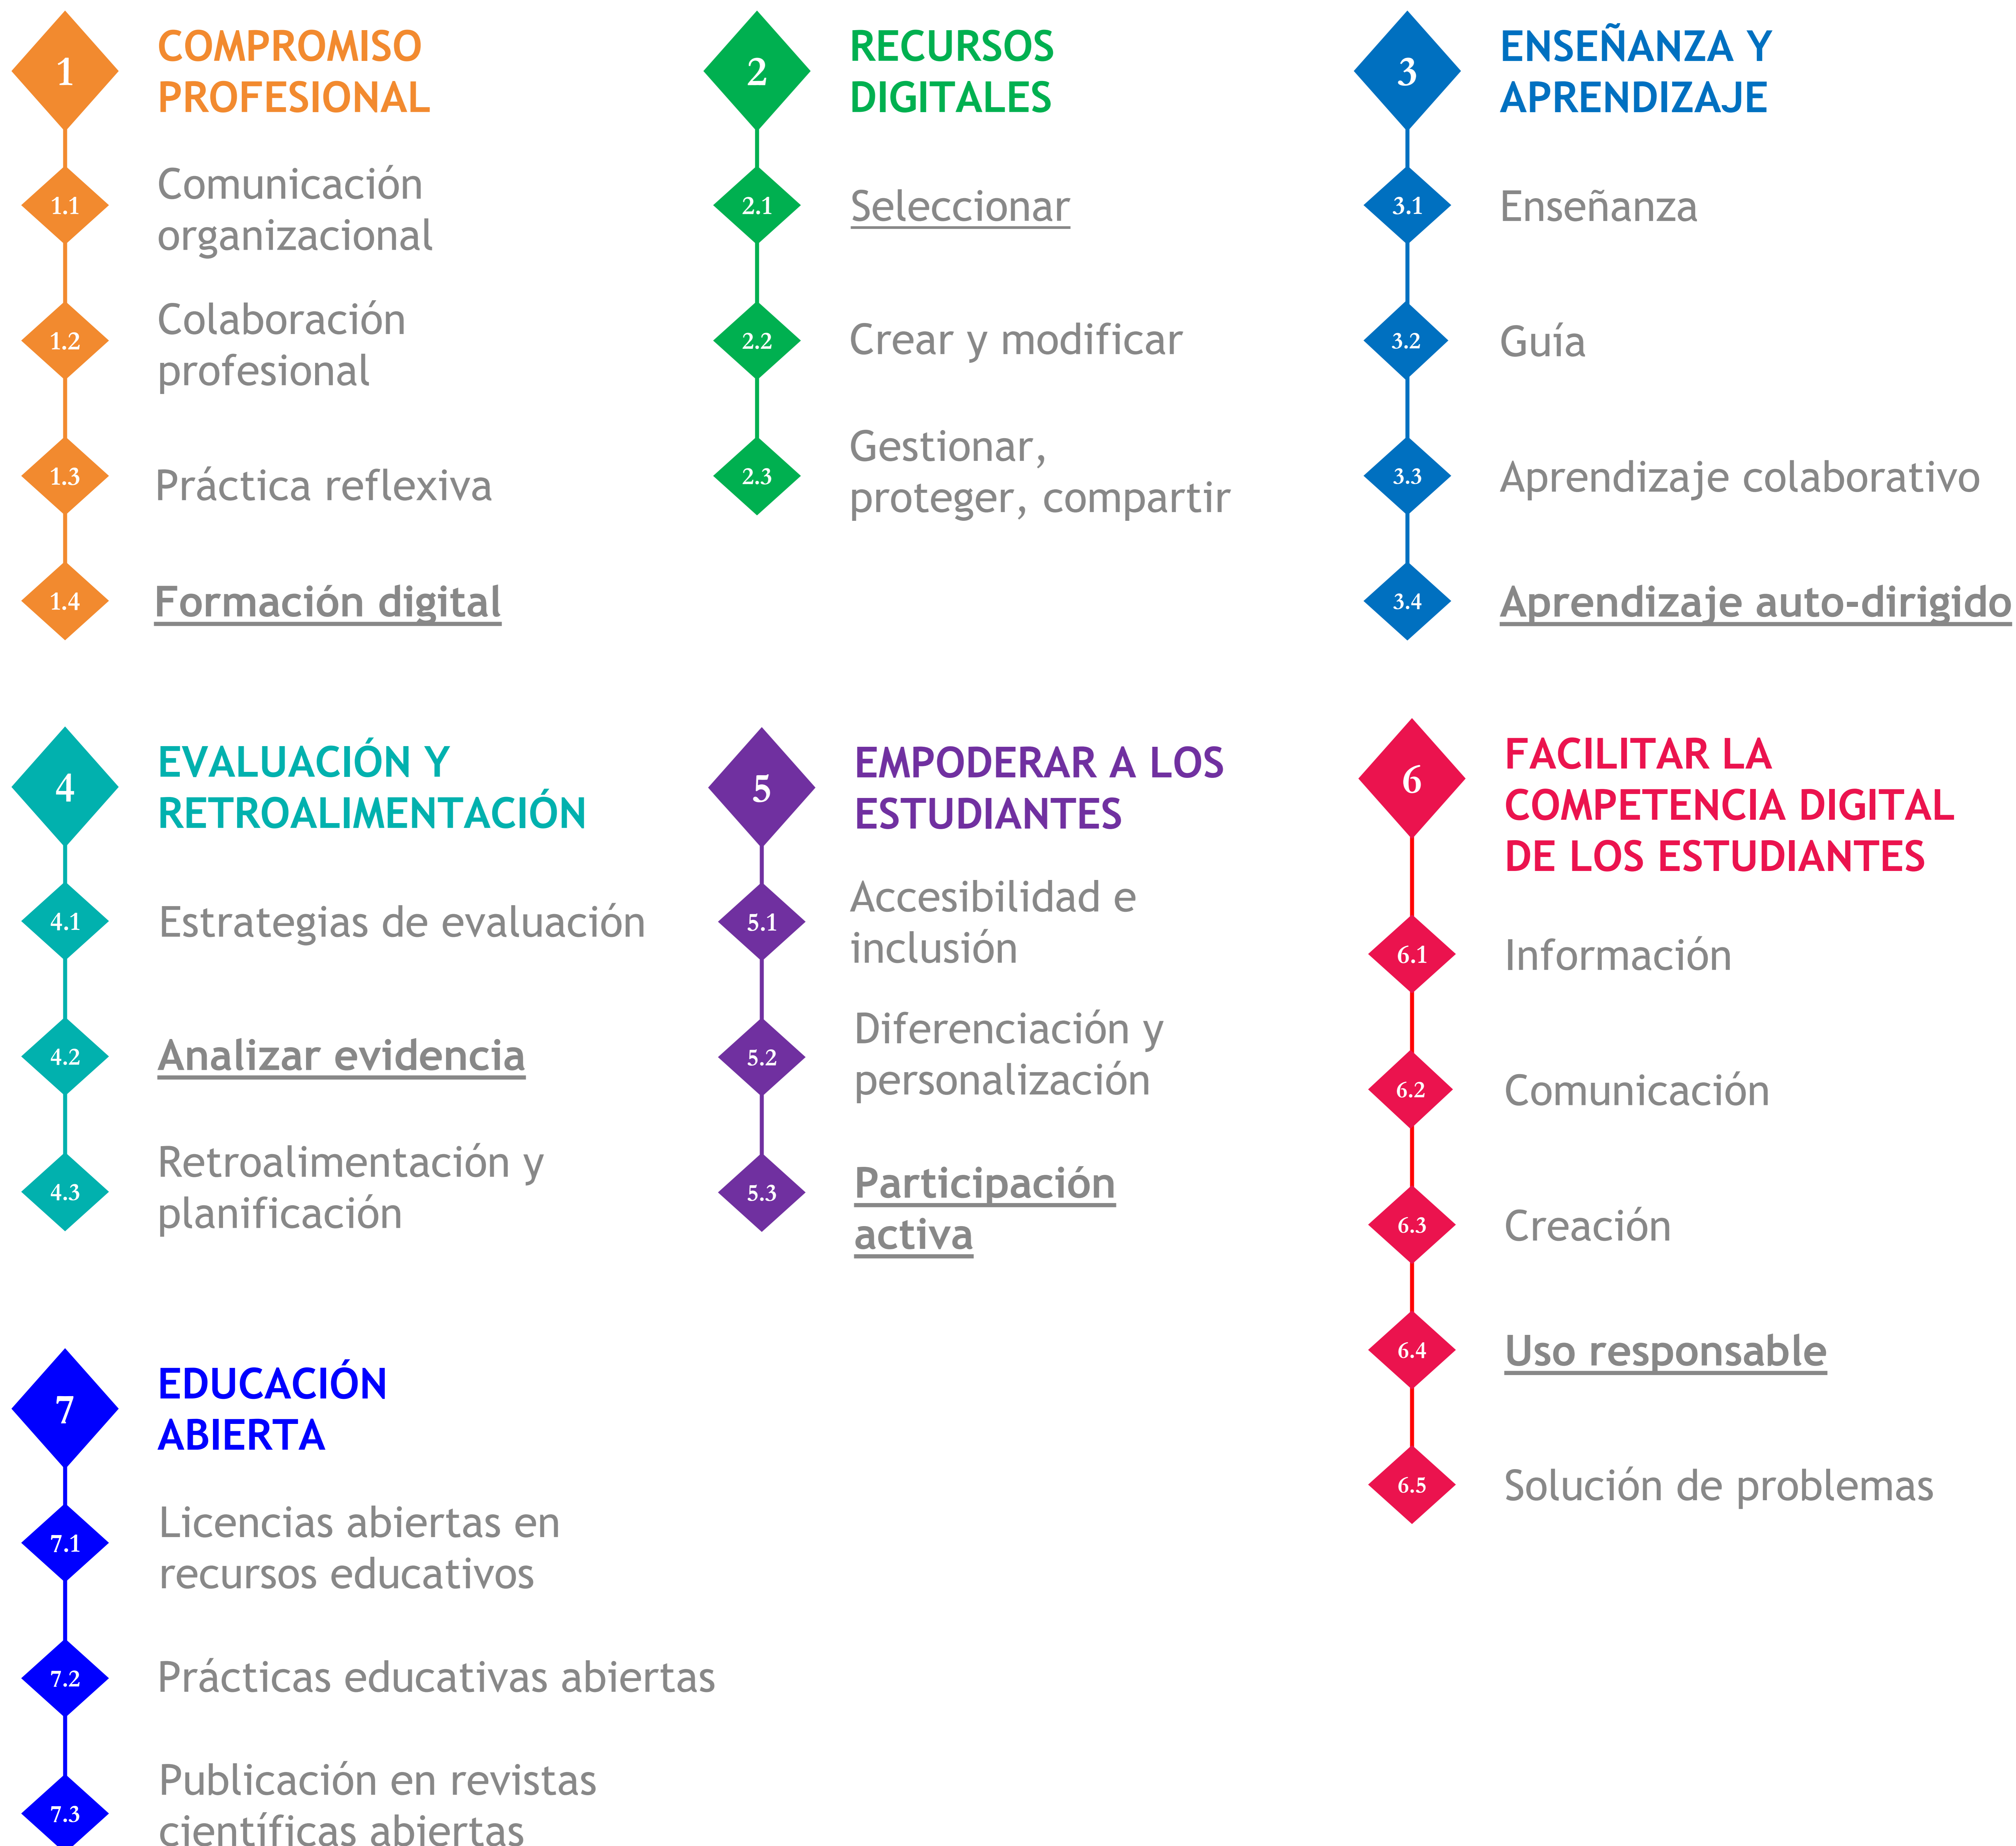 1
COMPROMISO
PROFESIONAL
1.1
Comunicación
organizacional
1.2
Colaboración
profesional
1.3
Práctica reflexiva
1.4
Formación digital
2
RECURSOS
DIGITALES
2.1
Seleccionar
2.2
Crear y modificar
2.3
Gestionar,
proteger, compartir
3
ENSEÑANZA Y
APRENDIZAJE
3.1
Enseñanza
3.2
Guía
3.3
Aprendizaje colaborativo
3.4
Aprendizaje auto-dirigido
4
EVALUACIÓN Y
RETROALIMENTACIÓN
4.1
Estrategias de evaluación
4.2
Analizar evidencia
4.3
Retroalimentación y
planificación
5
EMPODERAR A LOS
ESTUDIANTES
5.1
Accesibilidad e
inclusión
5.2
Diferenciación y
personalización
5.3
Participación
activa
6
FACILITAR LA
COMPETENCIA DIGITAL
DE LOS ESTUDIANTES
6.1
Información
6.2
Comunicación
6.3
Creación
6.4
Uso responsable
6.5
Solución de problemas
7
EDUCACIÓN
ABIERTA
7.1
Licencias abiertas en
recursos educativos
7.2
Prácticas educativas abiertas
7.3
Publicación en revistas
científicas abiertas